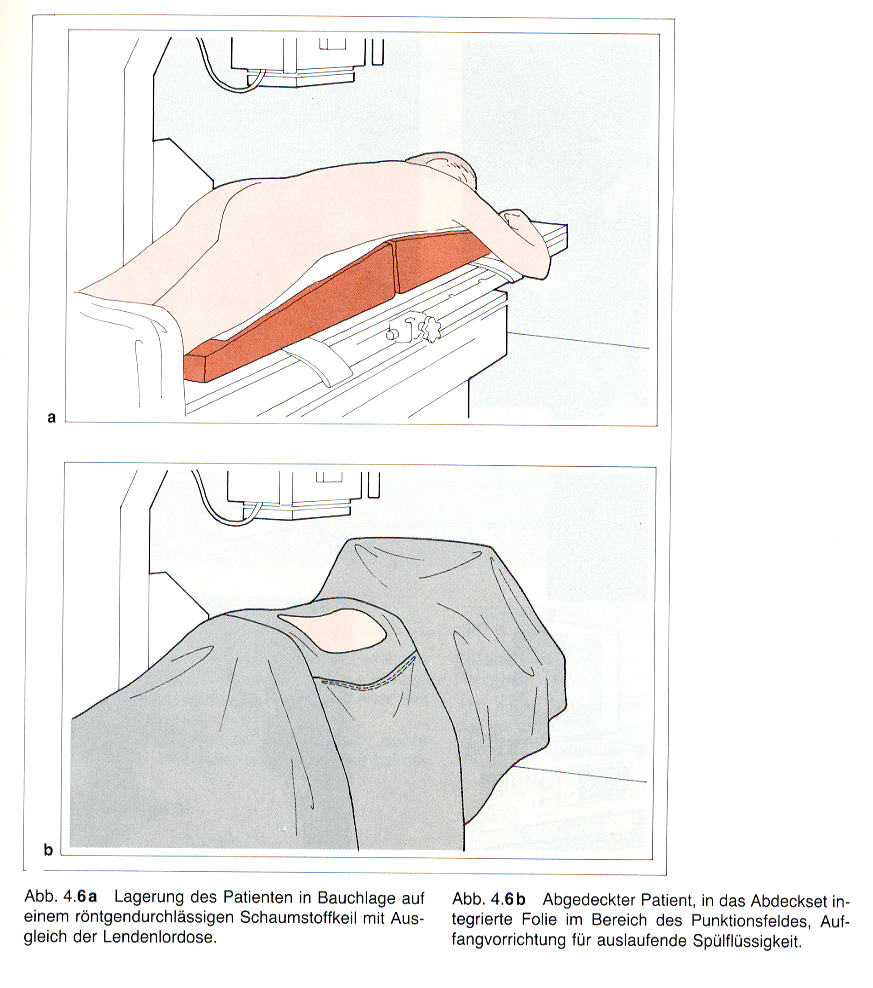 a
b
Abb. 4.6a Lagerung des Patienten in Bauchlage auf
einem röntgendurchlässigen Schaumstoffkeil mit Aus-
gleich der Lendenlordose.
Abb. 4.6b Abgedeckter Patient, in das Abdeckset in-
tegrierte Folie im Bereich des Punktionsfeldes, Auf-
fangvorrichtung für auslaufende Spülflüssigkeit.